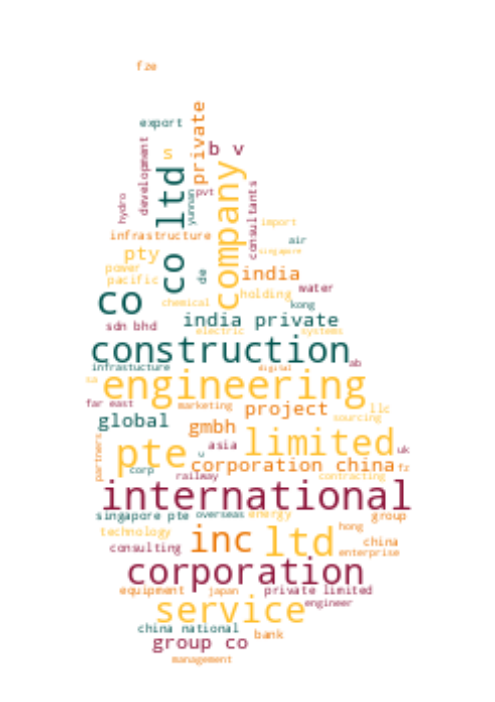 fze
export
private
development
s
b v
co ltd
company
pvt
yunnan
hydro
consultants
import
infrastructure
air
singapore
pty
de
power
india
pacific
water
holding
co
chemical
kong
india private
sdn bhd
electric
systems
construction
ab
infrastucture
digital
sa
engineering
far east
marketing
project
llc
global
sourcing
gmbh
partners
pte
asia
limited
uk
u
corp
corporation china
fz
railway
contracting
international
singapore pte
overseas
energy
group
technology
inc
ltd
hong
consulting
china
enterprise
corporation
equipment
japan
private limited
service
engineer
china national
bank
group co
management